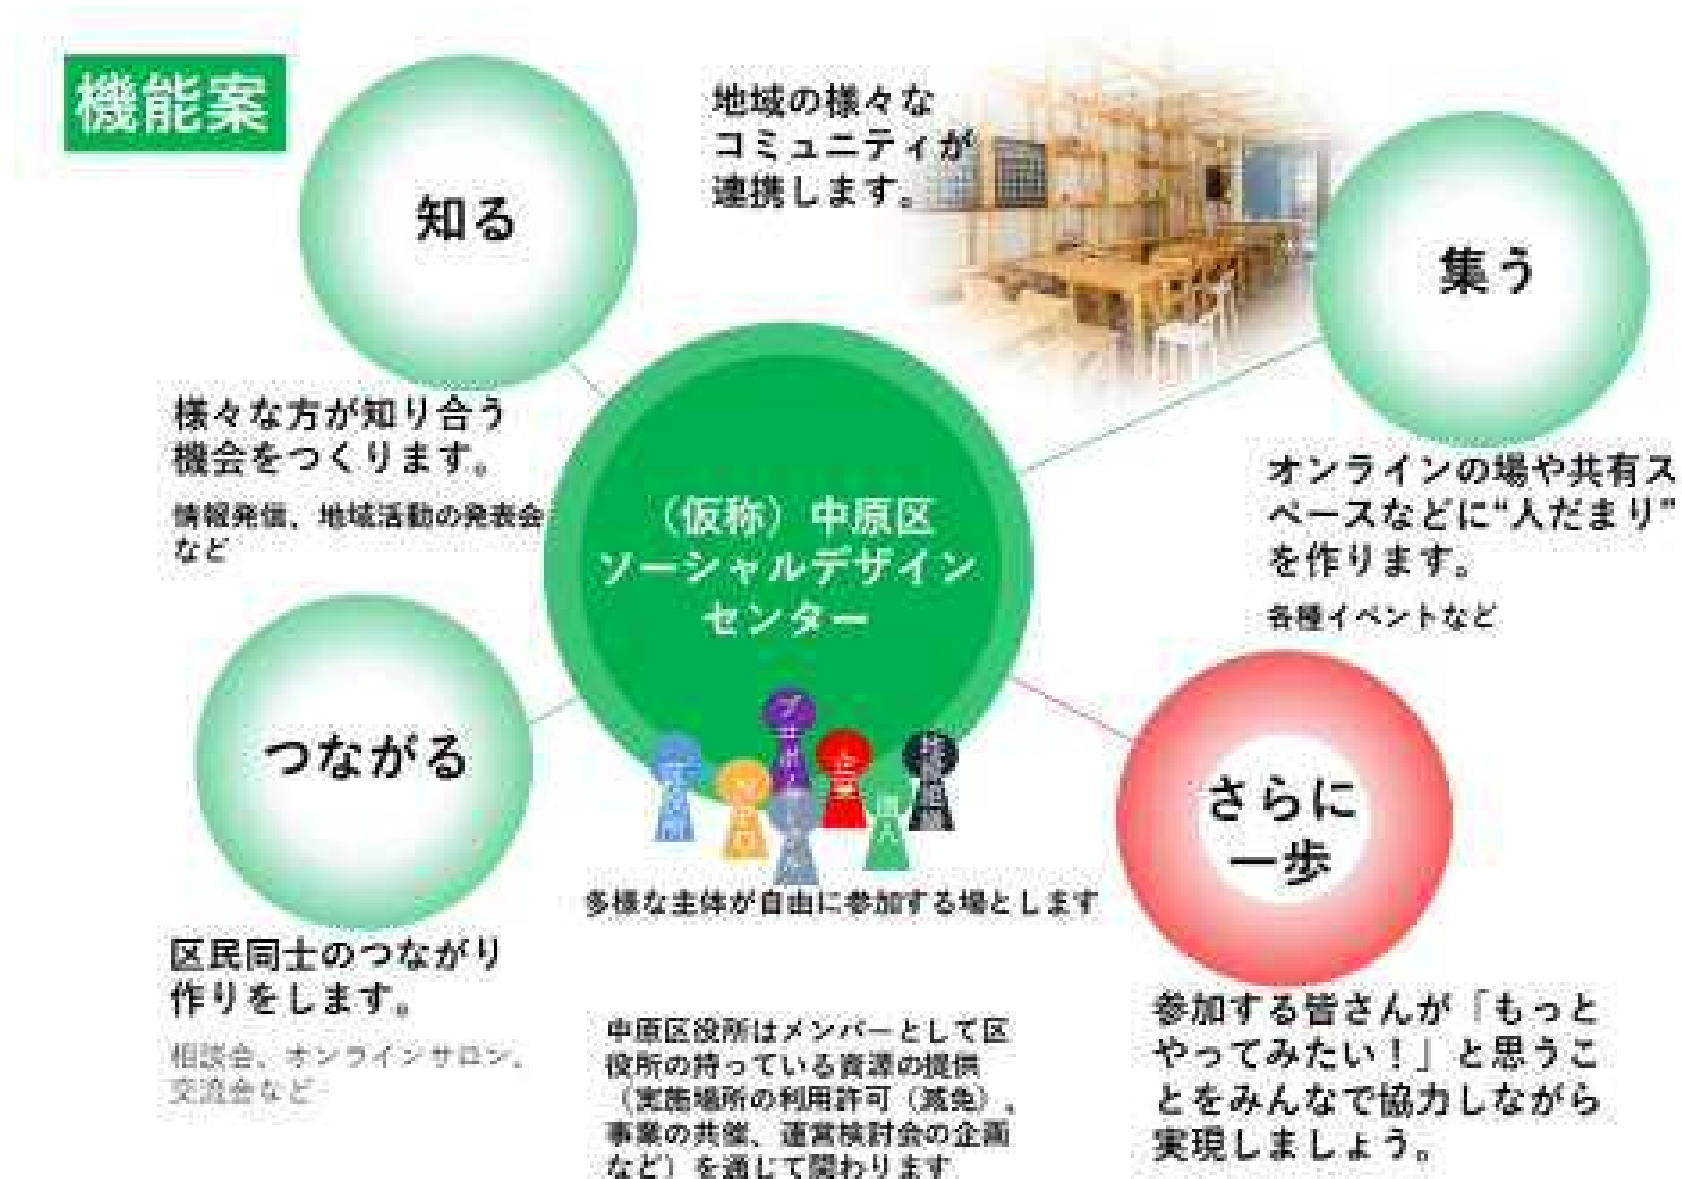 機能案
知る
様々な方が知り合う
機会をつくります。
情報発信、地域活動の発表会
など
地域の様々な
コミュニティが
連携します。
集う
オンラインの場や共有ス
ペースなどに“人だまり”
を作ります。
各種イベントなど
（仮称）中原区
ソーシャルデザイン
センター
企業
個人
多様な主体が自由に参加する場とします
つながる
区民同士のつながり
作りをします。
相談会、オンラインサロン、
交流会など
中原区役所はメンバーとして区
役所の持っている資源の提供
（実施場所の利用許可（減免）、
事業の共催、運営検討会の企画
など）を通じて関わります
さらに
一歩
参加する皆さんが「もっと
やってみたい！」と思うこ
とをみんなで協力しながら
実現しましょう。